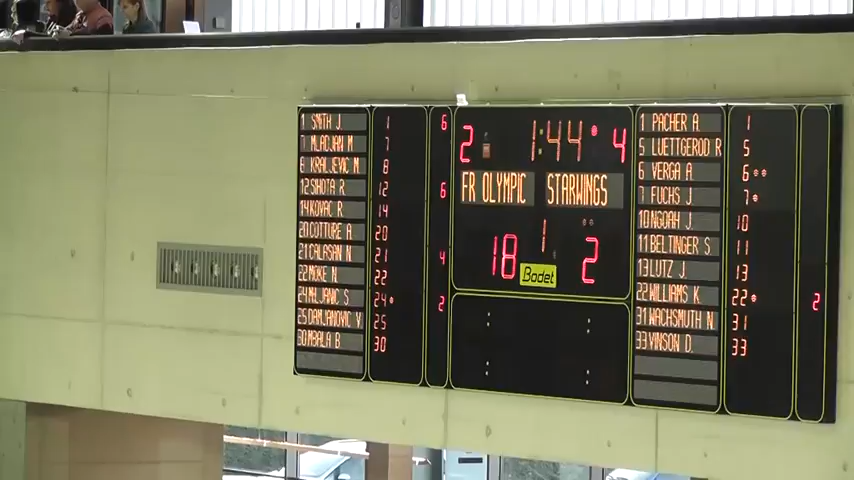 1 SMITH J. 1 6
7 MLADJAN M 7
8 KRALJEVIC M 8
12 SIHOTA R 12 6
14 KOVAC R 14
20 COTTURE A. 20
21 CALASAN N 21 4
22 MOKE N 22
24 MILJANIC S 24 2
25 DAMJANOVIC V 25
30 MBALA B 30
2 1:44 4
FR OLYMPIC STARWINGS
18 1 2
Bodet
1 PACHER A. 1
5 LUETTGEROD R 5
6 VERGA A 6
7 FUCHS J 7
10 NGOAH J 10
11 BELTINGER S 11
13 LUTZ J. 13
22 WILLIAMS K 22 2
31 WACHSMUTH N 31
33 VINSON D. 33